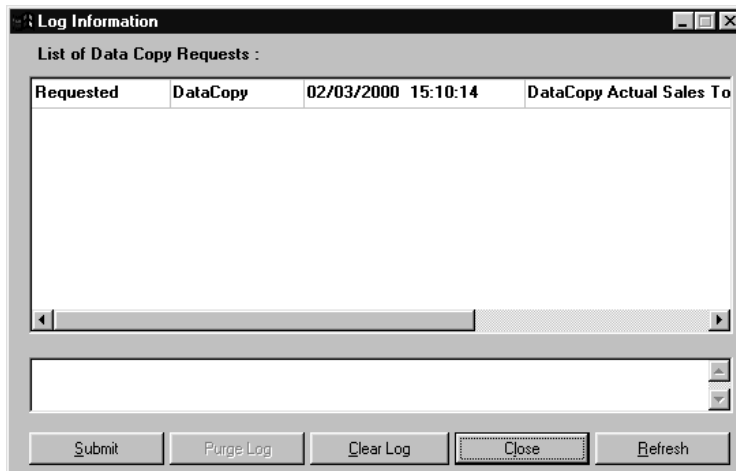 Log Information
List of Data Copy Requests :
Requested DataCopy 02/03/2000 15:10:14 DataCopy Actual Sales To
Submit Purge Log Clear Log Close Refresh